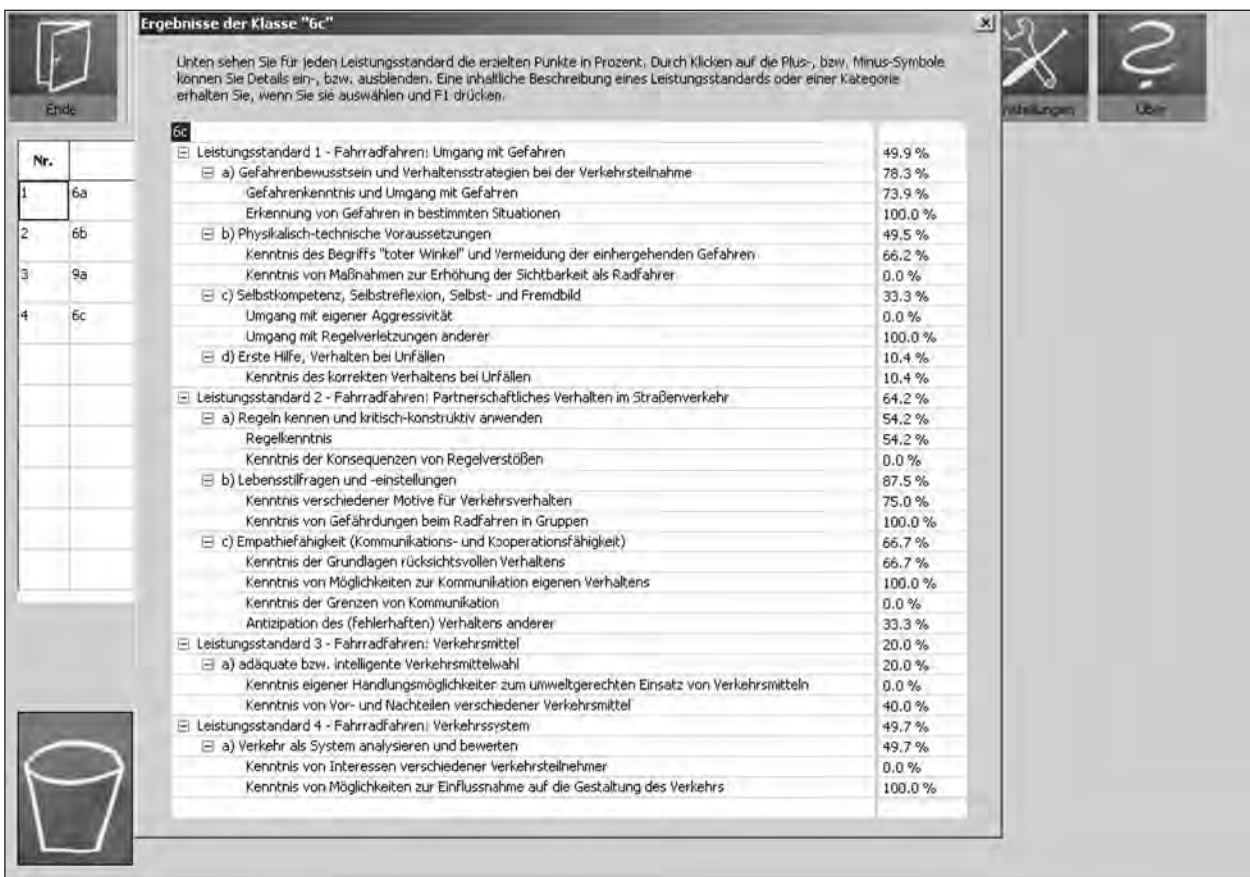 Ergebnisse der Klasse "6c"
Unten sehen Sie für jeden Leistungsstandard die erzielten Punkte in Prozent. Durch Klicken auf die Plus-, bzw. Minus-Symbole
können Sie Details ein-, bzw. ausblenden. Eine inhaltliche Beschreibung eines Leistungsstandards oder einer Kategorie
erhalten Sie, wenn Sie sie auswählen und F1 drücken.
Ende
Über
Nr.
1 6a
2 6b
3 9a
4 6c
6c
Leistungsstandard 1 - Fahrradfahren: Umgang mit Gefahren 49.9 %
a) Gefahrenbewusstsein und Verhaltensstrategien bei der Verkehrsteilnahme 78.3 %
Gefahrenkenntnis und Umgang mit Gefahren 73.9 %
Erkennung von Gefahren in bestimmten Situationen 100.0 %
b) Physikalisch-technische Voraussetzungen 49.5 %
Kenntnis des Begriffs "toter Winkel" und Vermeidung der einhergehenden Gefahren 66.2 %
Kenntnis von Maßnahmen zur Erhöhung der Sichtbarkeit als Radfahrer 0.0 %
c) Selbstkompetenz, Selbstreflexion, Selbst- und Fremdbild 33.3 %
Umgang mit eigener Aggressivität 0.0 %
Umgang mit Regelverletzungen anderer 100.0 %
d) Erste Hilfe, Verhalten bei Unfällen 10.4 %
Kenntnis des korrekten Verhaltens bei Unfällen 10.4 %
Leistungsstandard 2 - Fahrradfahren: Partnerschaftliches Verhalten im Straßenverkehr 64.2 %
a) Regeln kennen und kritisch-konstruktiv anwenden 54.2 %
Regelkenntnis 54.2 %
Kenntnis der Konsequenzen von Regelverstößen 0.0 %
b) Lebensstilfragen und -einstellungen 87.5 %
Kenntnis verschiedener Motive für Verkehrsverhalten 75.0 %
Kenntnis von Gefährdungen beim Radfahren in Gruppen 100.0 %
c) Empathiefähigkeit (Kommunikations- und Kooperationsfähigkeit) 66.7 %
Kenntnis der Grundlagen rücksichtsvollen Verhaltens 66.7 %
Kenntnis von Möglichkeiten zur Kommunikation eigenen Verhaltens 100.0 %
Kenntnis der Grenzen von Kommunikation 0.0 %
Antizipation des (fehlerhaften) Verhaltens anderer 33.3 %
Leistungsstandard 3 - Fahrradfahren: Verkehrsmittel 20.0 %
a) adäquate bzw. intelligente Verkehrsmittelwahl 20.0 %
Kenntnis eigener Handlungsmöglichkeiten zum umweltgerechten Einsatz von Verkehrsmitteln 0.0 %
Kenntnis von Vor- und Nachteilen verschiedener Verkehrsmittel 40.0 %
Leistungsstandard 4 - Fahrradfahren: Verkehrssystem 49.7 %
a) Verkehr als System analysieren und bewerten 49.7 %
Kenntnis von Interessen verschiedener Verkehrsteilnehmer 0.0 %
Kenntnis von Möglichkeiten zur Einflussnahme auf die Gestaltung des Verkehrs 100.0 %